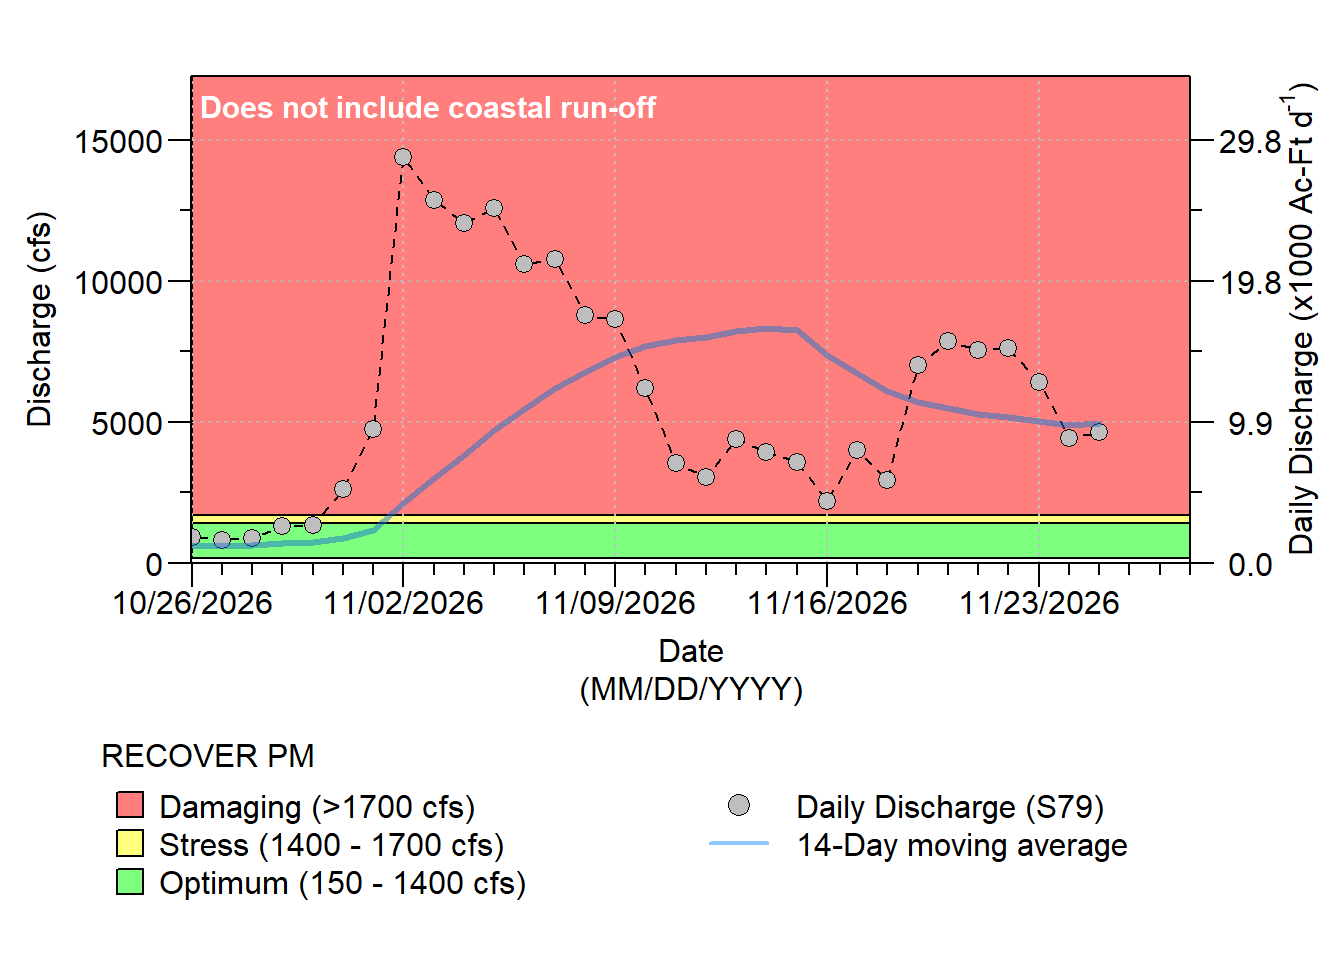 Does not include coastal run-off
Discharge (cfs)
15000
10000
5000
0
29.8
19.8
9.9
0.0
Daily Discharge (x1000 Ac-Ft d-1)
10/26/2026
11/02/2026
11/09/2026
11/16/2026
11/23/2026
Date
(MM/DD/YYYY)
RECOVER PM
Damaging (>1700 cfs)
Stress (1400 - 1700 cfs)
Optimum (150 - 1400 cfs)
Daily Discharge (S79)
14-Day moving average